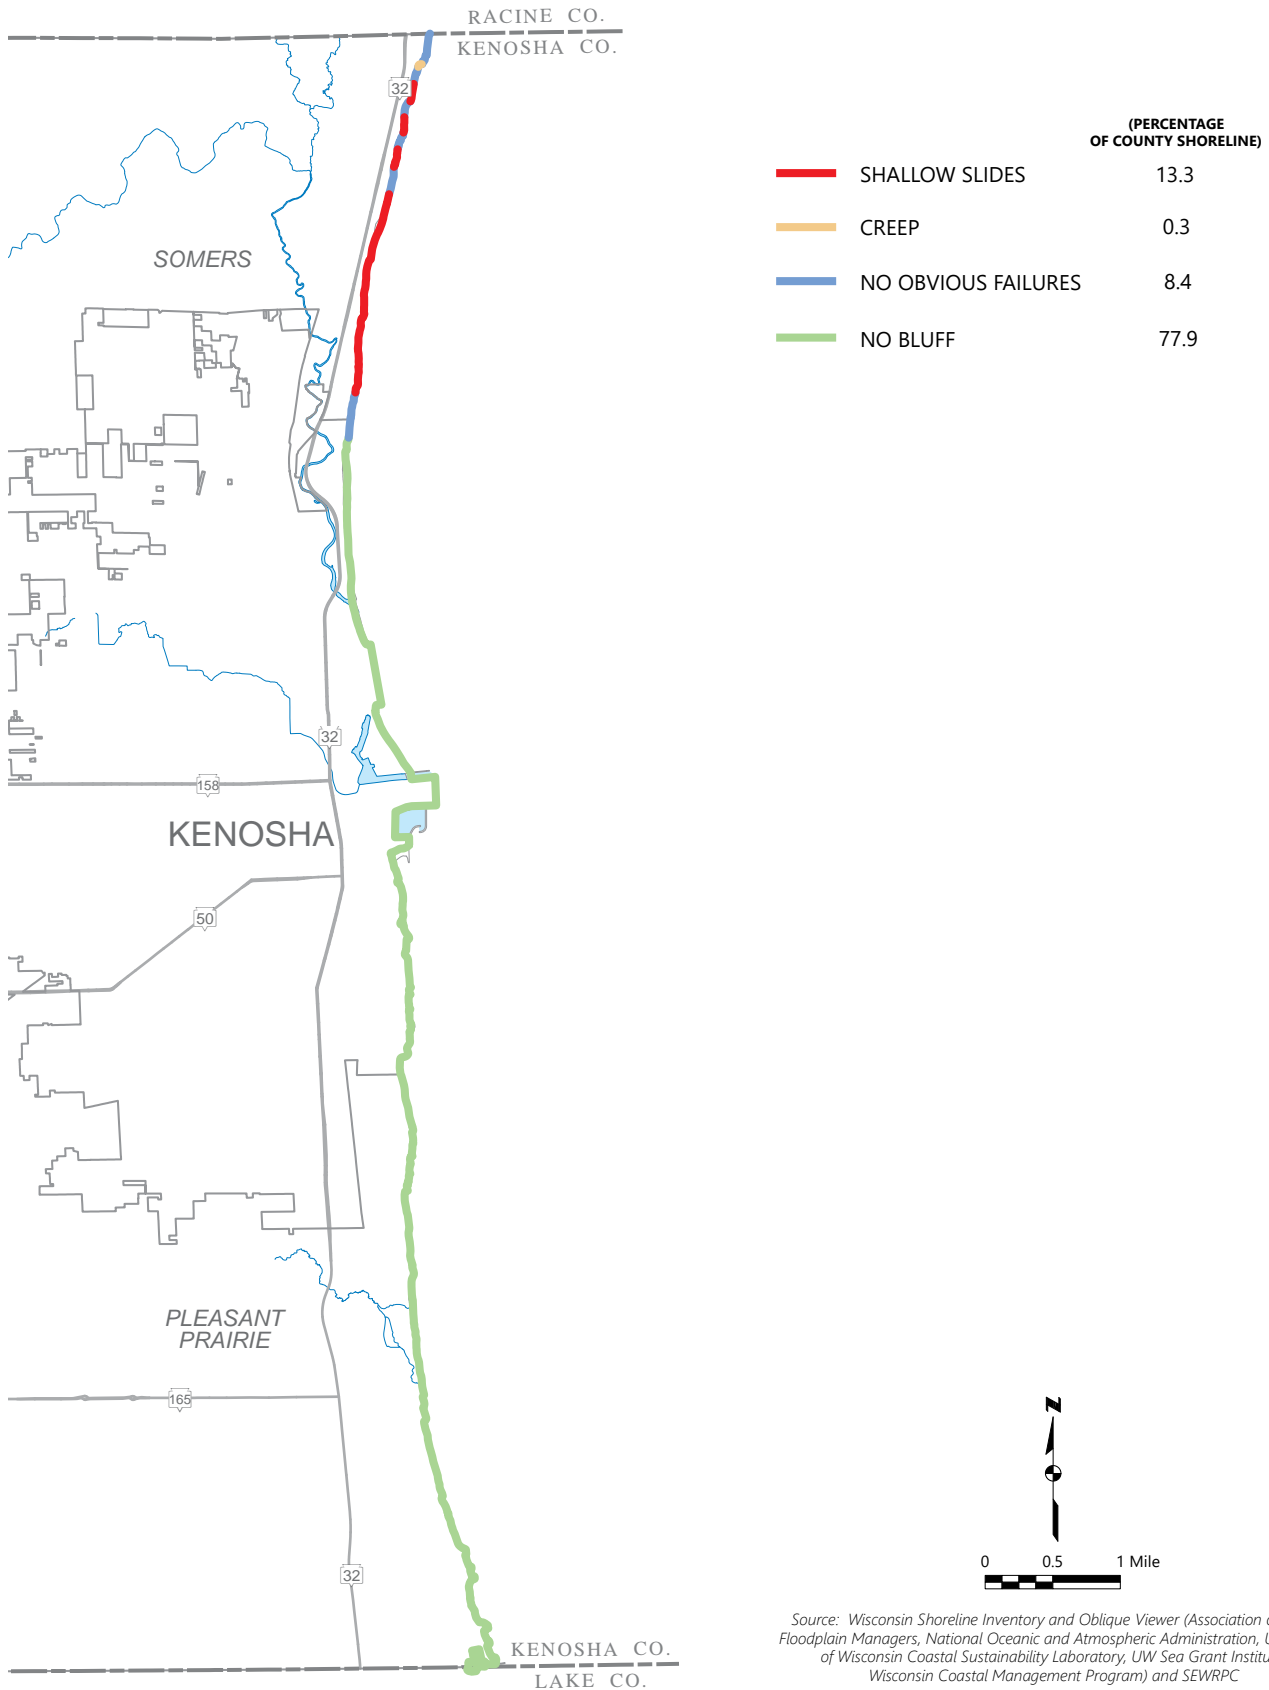 RACINE CO.
KENOSHA CO.
32
(PERCENTAGE
OF COUNTY SHORELINE)
SHALLOW SLIDES 13.3
CREEP 0.3
NO OBVIOUS FAILURES 8.4
NO BLUFF 77.9
SOMERS
32
158
KENOSHA
50
PLEASANT
PRAIRIE
165
32
N
0 0.5 1 Mile
KENOSHA CO.
LAKE CO.
Source: Wisconsin Shoreline Inventory and Oblique Viewer (Association
Floodplain Managers, National Oceanic and Atmospheric Administration,
of Wisconsin Coastal Sustainability Laboratory, UW Sea Grant
Wisconsin Coastal Management Program) and SEWRPC